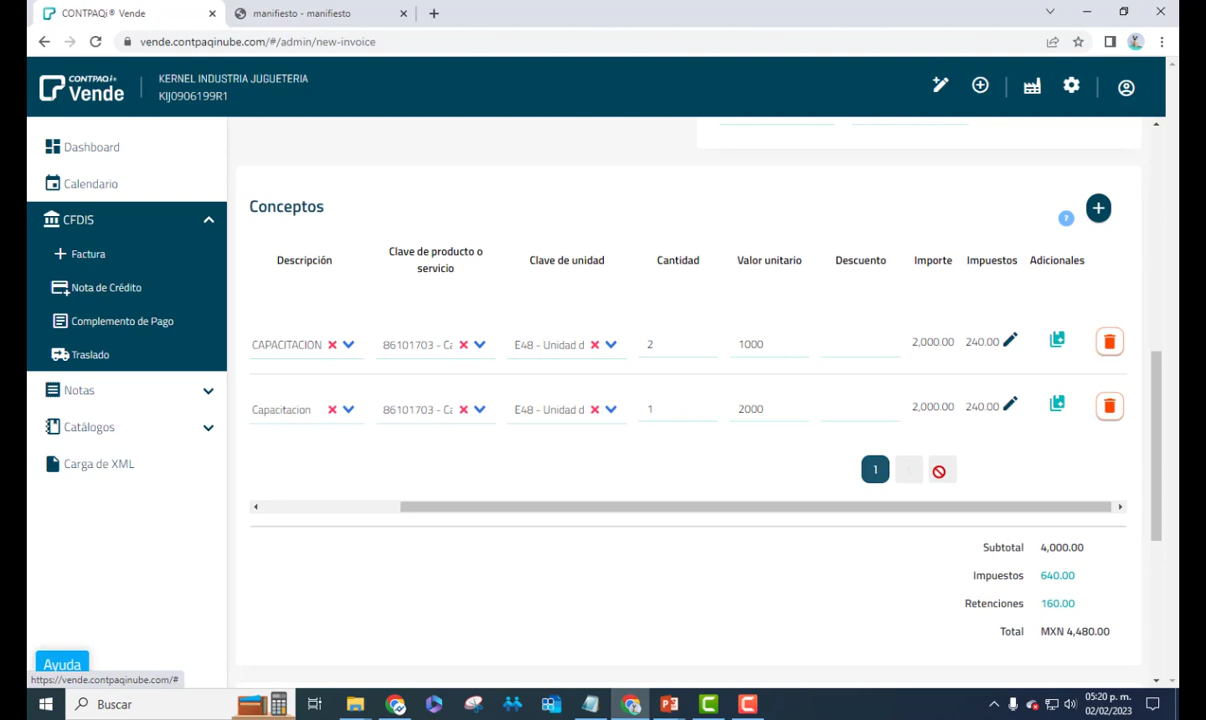 CONTPAQi® Vende
manifiesto - manifiesto
vende.contpaqinube.com/#/admin/new-invoice
CONTPAQi®
Vende
KERNEL INDUSTRIA JUGUETERIA
KIJ0906199R1
Dashboard
Calendario
CFDIS
Factura
Nota de Crédito
Complemento de Pago
Traslado
Notas
Catálogos
Carga de XML
Ayuda
Conceptos
?
Descripción Clave de producto o servicio Clave de unidad Cantidad Valor unitario Descuento Importe Impuestos Adicionales
CAPACITACION 86101703 - Ca E48 - Unidad d 2 1000 2,000.00 240.00
Capacitacion 86101703 - Ca E48 - Unidad d 1 2000 2,000.00 240.00
1
Subtotal 4,000.00
Impuestos 640.00
Retenciones 160.00
Total MXN 4,480.00
https://vende.contpaqinube.com/#
Buscar
05:20 p. m.
02/02/2023